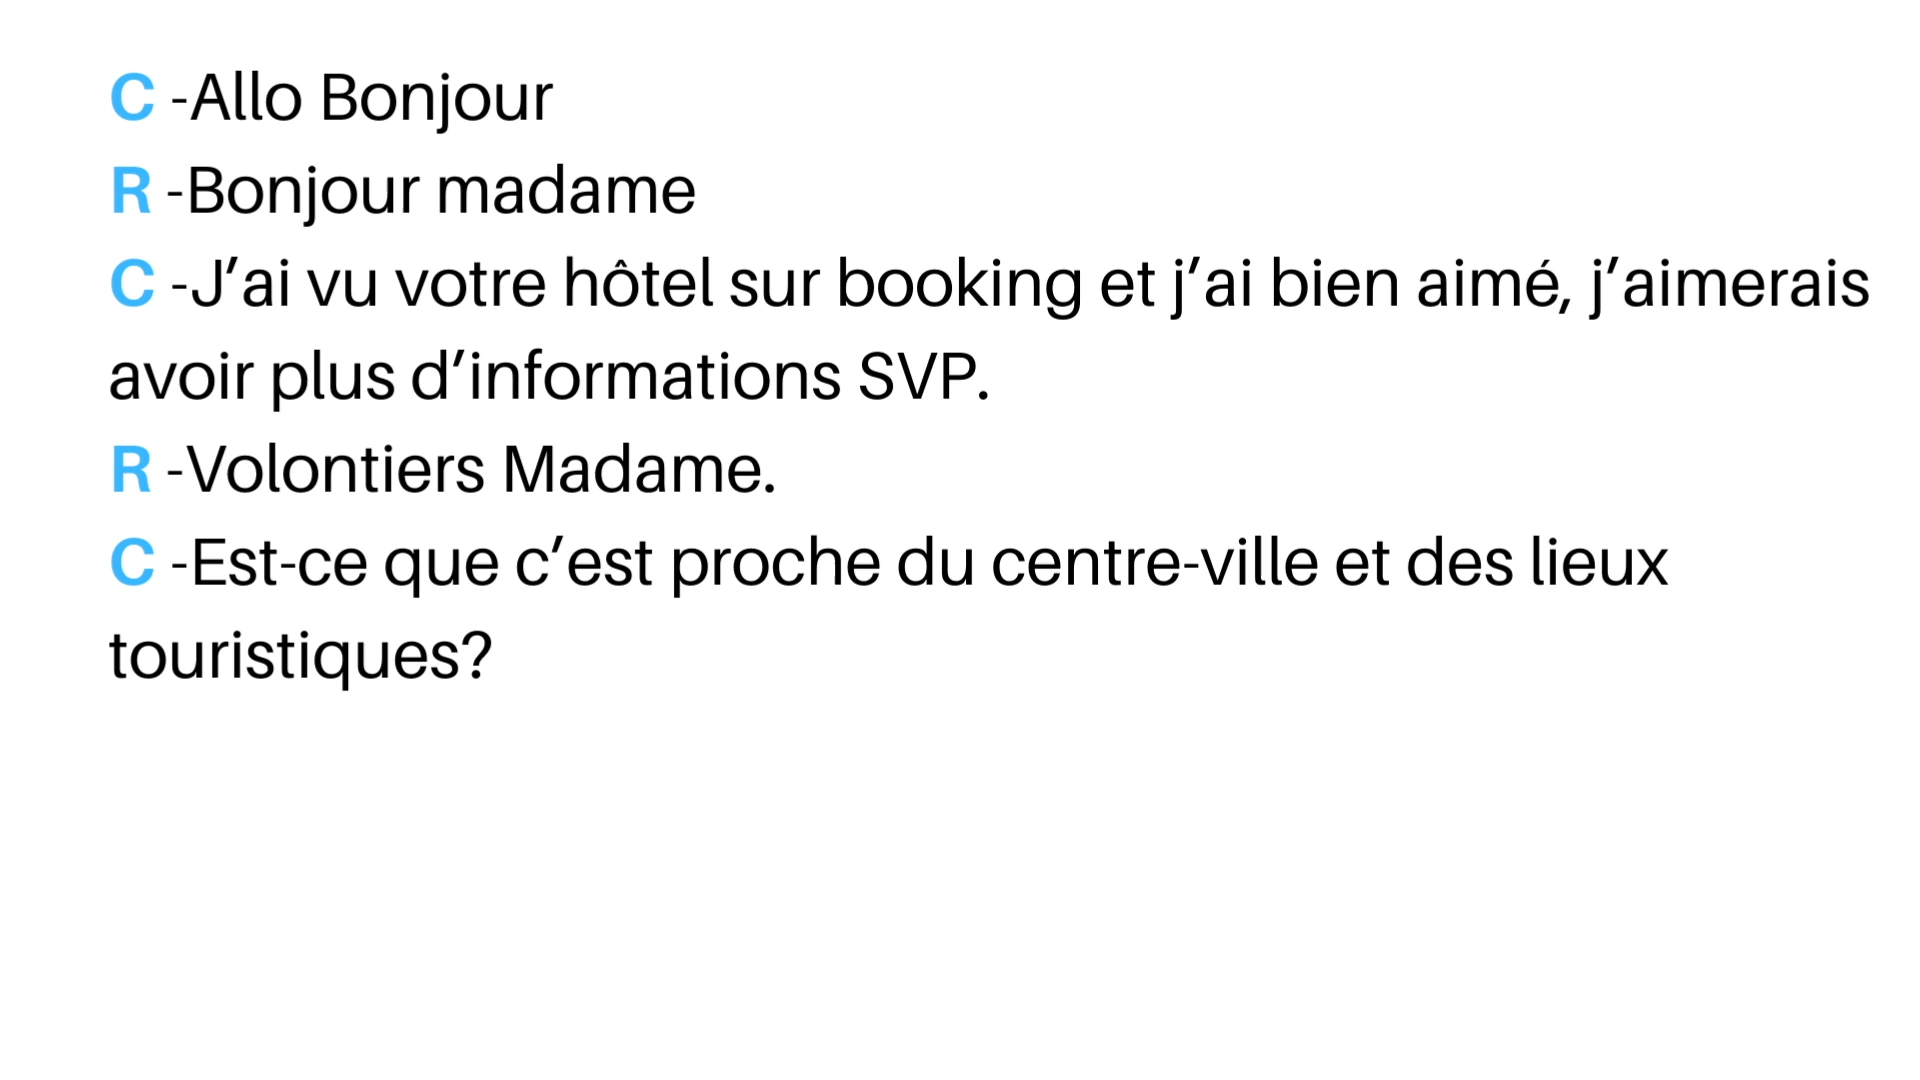 C -Allo Bonjour
R -Bonjour madame
C -J’ai vu votre hôtel sur booking et j’ai bien aimé, j’aimerais
avoir plus d’informations SVP.
R -Volontiers Madame.
C -Est-ce que c’est proche du centre-ville et des lieux
touristiques?